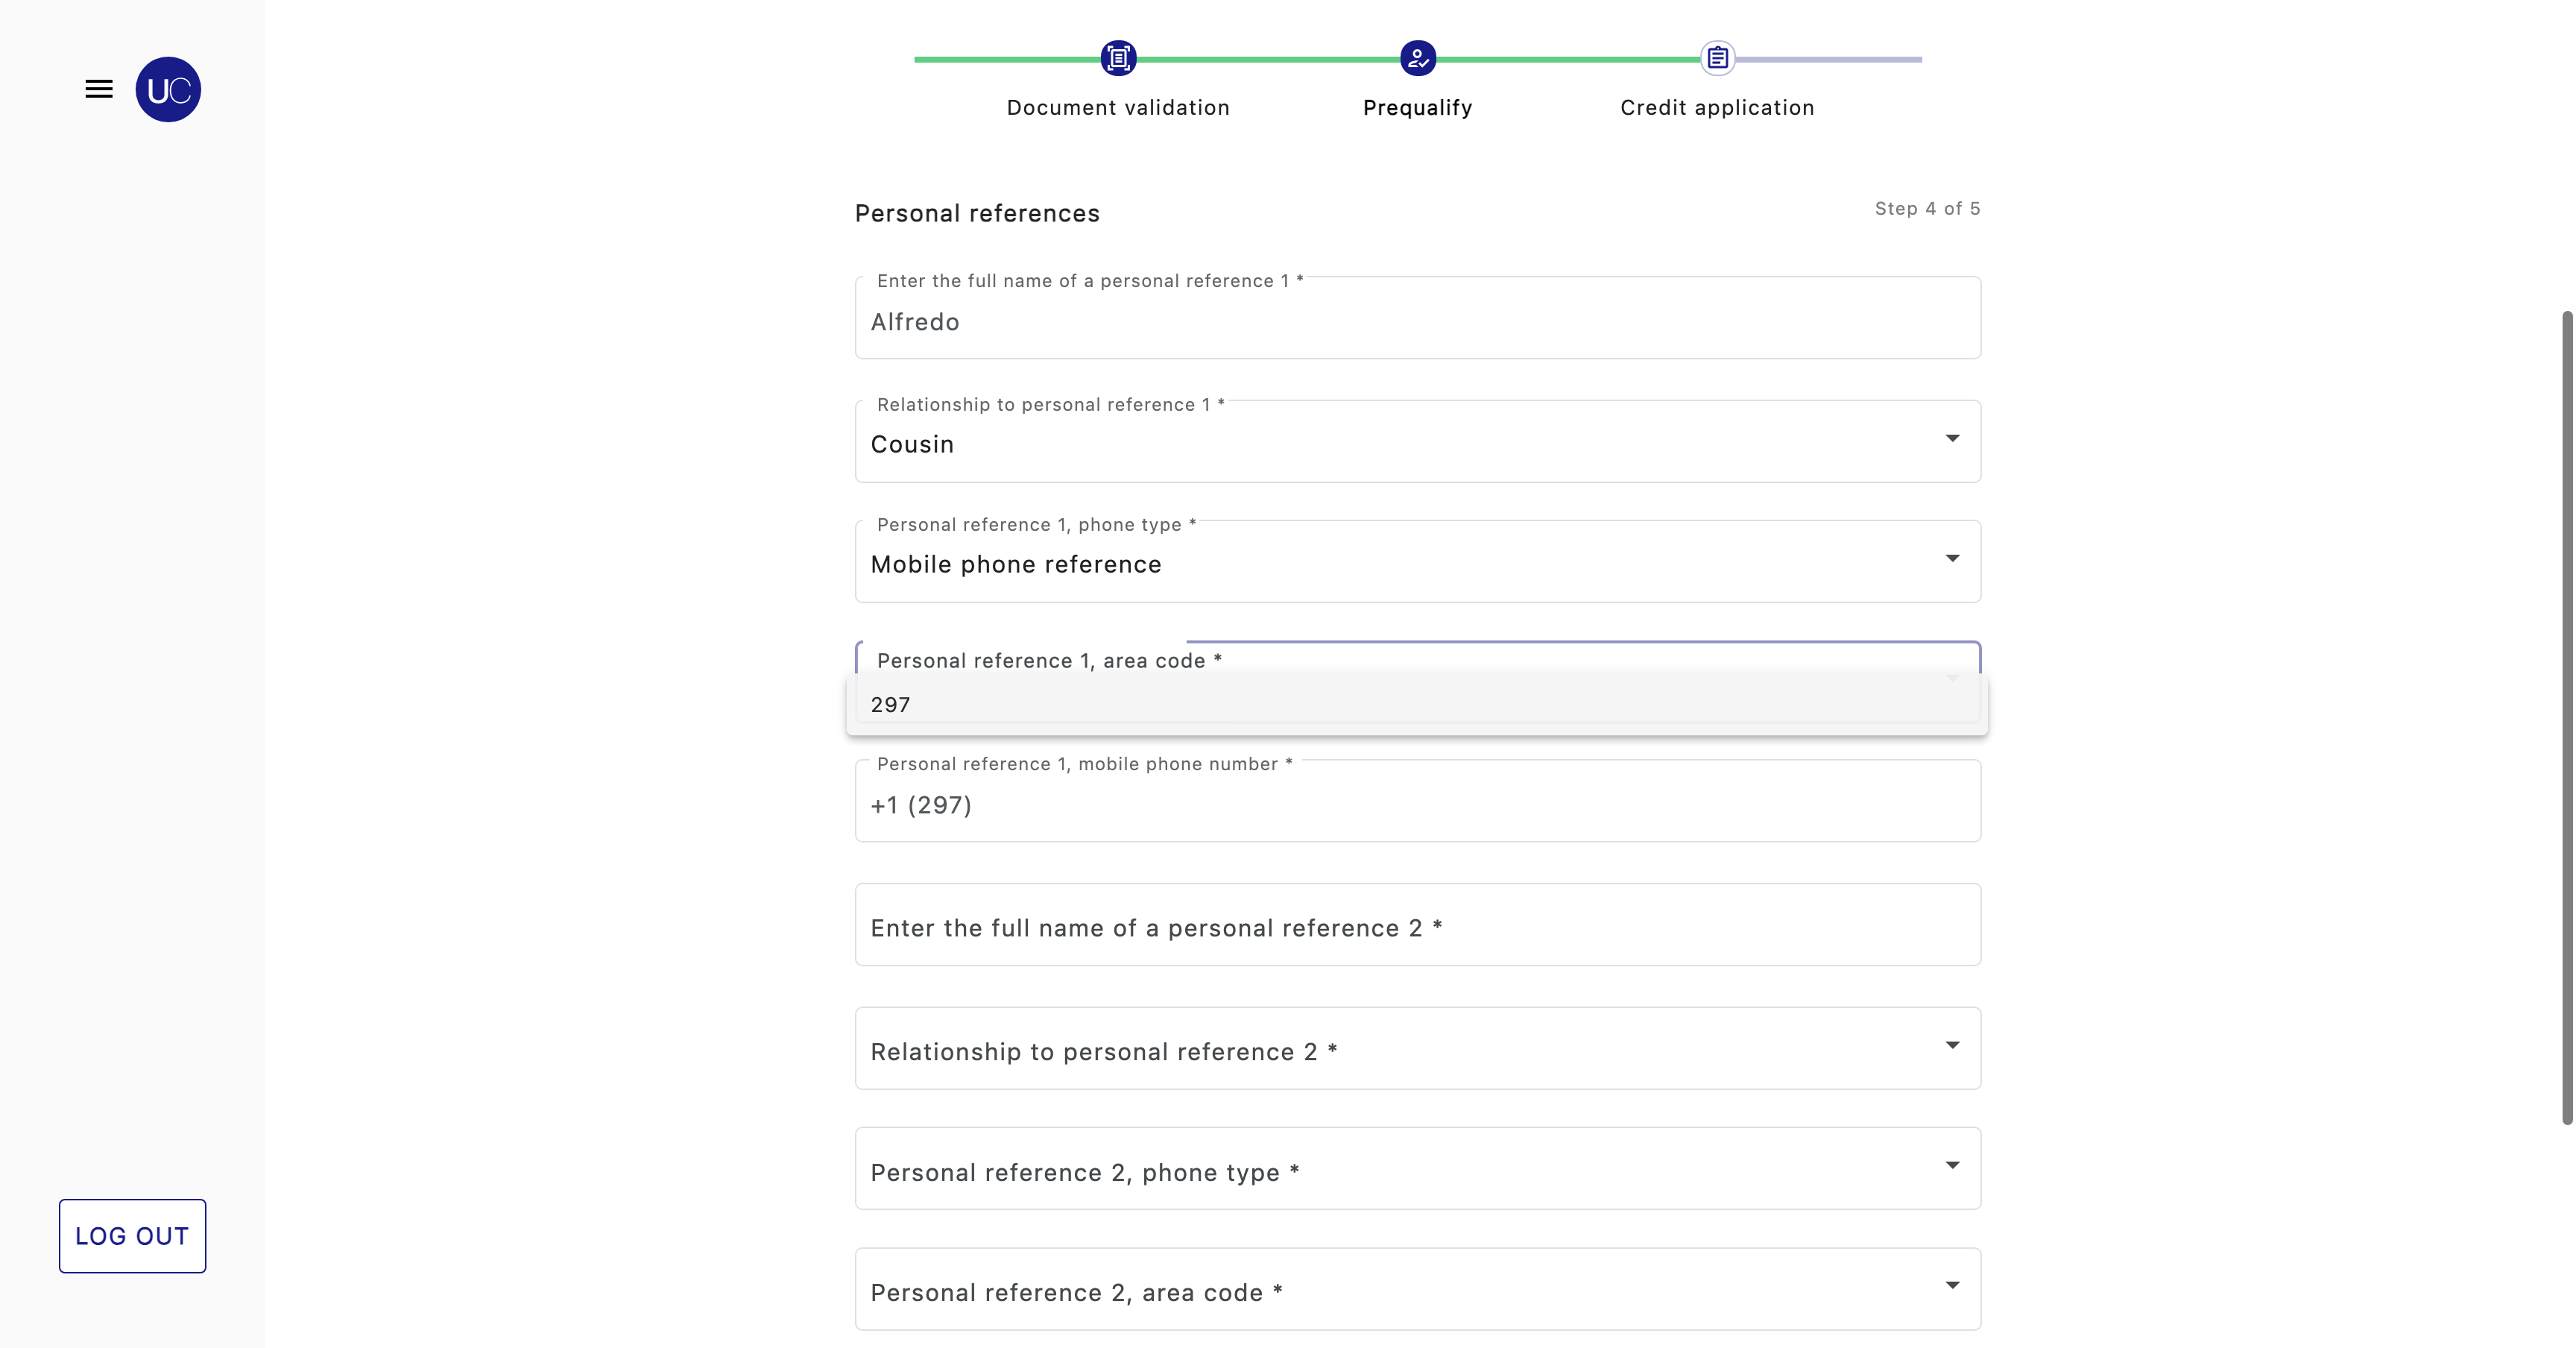 UC
Document validation
Prequalify
Credit application
Personal references
Step 4 of 5
Enter the full name of a personal reference 1 *
Alfredo
Relationship to personal reference 1 *
Cousin
Personal reference 1, phone type *
Mobile phone reference
Personal reference 1, area code *
297
Personal reference 1, mobile phone number *
+1 (297)
Enter the full name of a personal reference 2 *
Relationship to personal reference 2 *
Personal reference 2, phone type *
LOG OUT
Personal reference 2, area code *